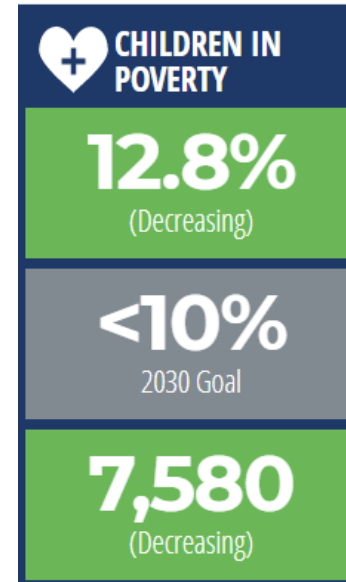 CHILDREN IN
POVERTY
12.8%
(Decreasing)
<10%
2030 Goal
7,580
(Decreasing)